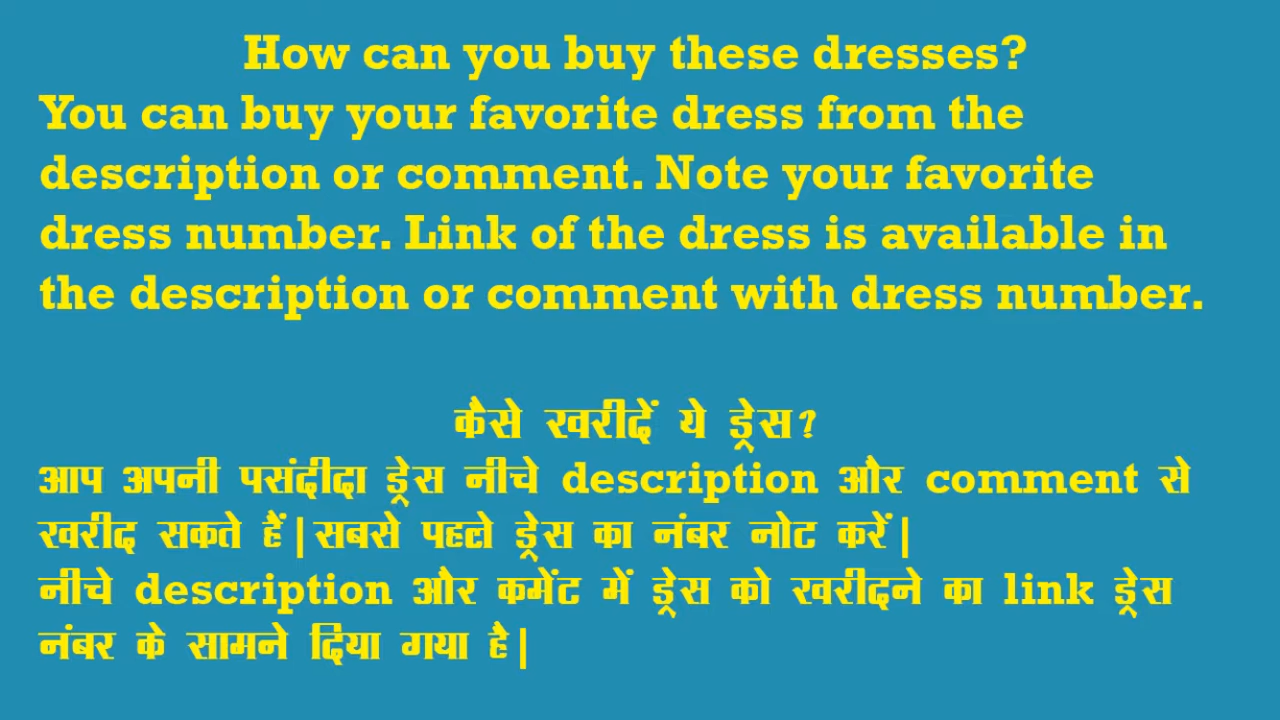 How can you buy these dresses?
You can buy your favorite dress from the
description or comment. Note your favorite
dress number. Link of the dress is available in
the description or comment with dress number.
कैसे खरीदें ये ड्रेस?
आप अपनी पसंदीदा ड्रेस नीचे description और comment से
खरीद सकते हैं|सबसे पहले ड्रेस का नंबर नोट करें|
नीचे description और कमेंट में ड्रेस को खरीदने का link ड्रेस
नंबर के सामने दिया गया है|